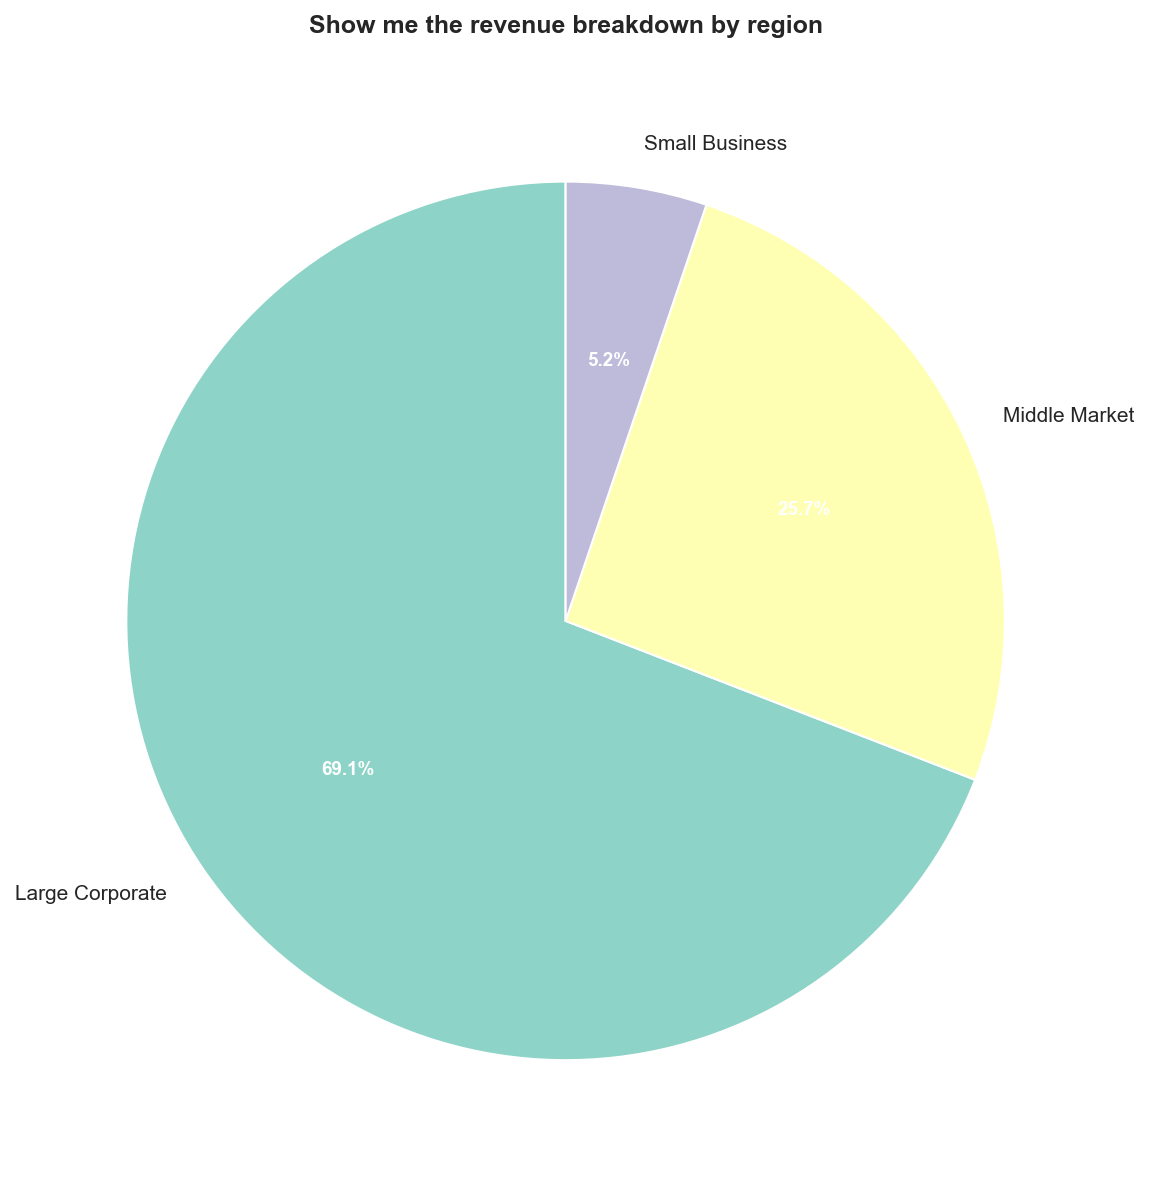 Show me the revenue breakdown by region
Small Business
5.2%
Middle Market
25.7%
69.1%
Large Corporate